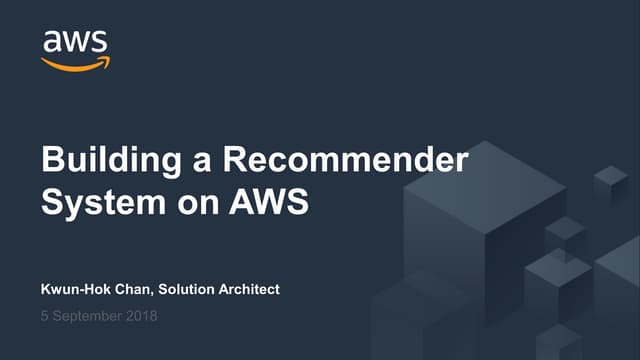 aws
Building a Recommender
System on AWS
Kwun-Hok Chan, Solution Architect
5 September 2018